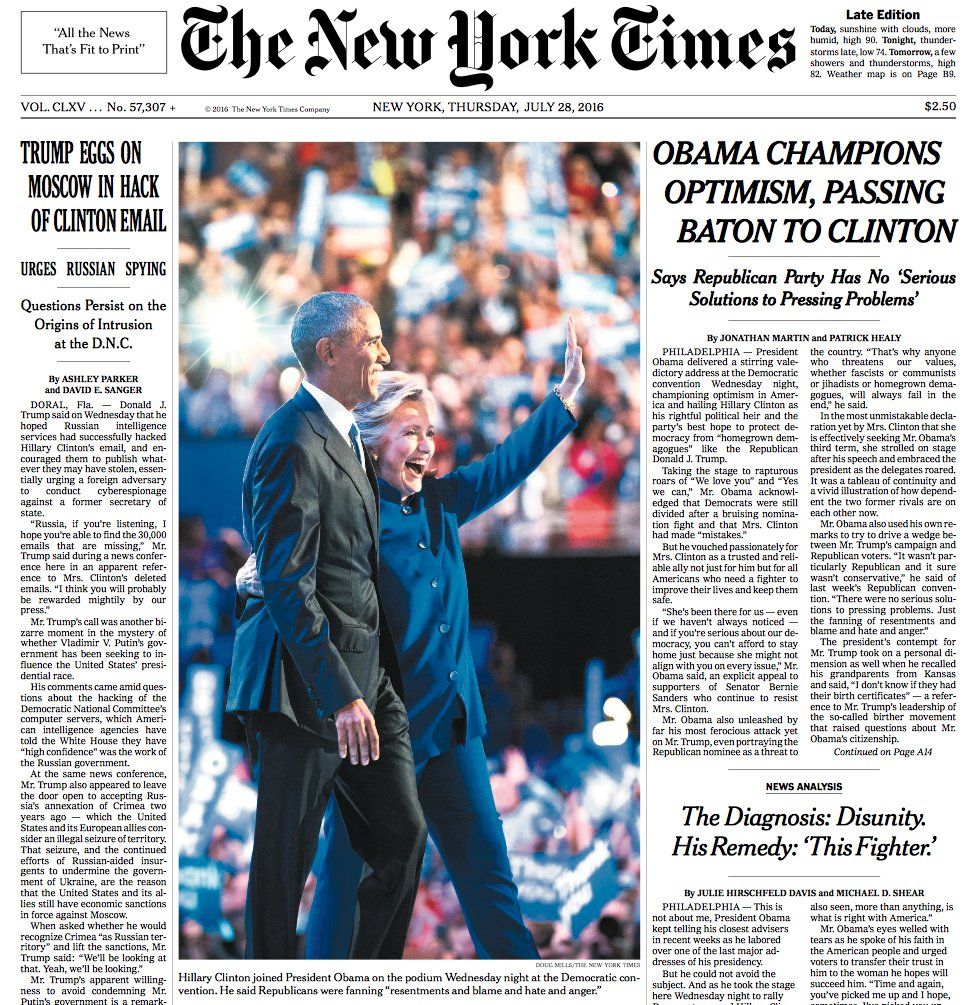 "All the News
That's Fit to Print"
The New York Times
Late Edition
Today, sunshine with clouds, more
humid, high 90. Tonight, thunder-
storms late, low 74. Tomorrow, a few
showers and thunderstorms, high
82. Weather map is on Page B9.
VOL. CLXV ... No. 57,307 +
© 2016 The New York Times Company
NEW YORK, THURSDAY, JULY 28, 2016
$2.50
TRUMP EGGS ON
MOSCOW IN HACK
OF CLINTON EMAIL
URGES RUSSIAN SPYING
Questions Persist on the
Origins of Intrusion
at the D.N.C.
By ASHLEY PARKER
and DAVID E. SANGER
DORAL, Fla. — Donald J.
Trump said on Wednesday that he
hoped Russian intelligence
services had successfully hacked
Hillary Clinton's email, and en-
couraged them to publish what-
ever they may have stolen, essen-
tially urging a foreign adversary
to conduct cyberespionage
against a former secretary of
state.
"Russia, if you're listening, I
hope you're able to find the 30,000
emails that are missing," Mr.
Trump said during a news confer-
ence here in an apparent refer-
ence to Mrs. Clinton's deleted
emails. "I think you will probably
be rewarded mightily by our
press."
Mr. Trump's call was another bi-
zarre moment in the mystery of
whether Vladimir V. Putin's gov-
ernment has been seeking to in-
fluence the United States' presi-
dential race.
His comments came amid ques-
tions about the hacking of the
Democratic National Committee's
computer servers, which Ameri-
can intelligence agencies have
told the White House they have
"high confidence" was the work of
the Russian government.
At the same news conference,
Mr. Trump also appeared to leave
the door open to accepting Rus-
sia's annexation of Crimea two
years ago — which the United
States and its European allies con-
sider an illegal seizure of territory.
That seizure, and the continued
efforts of Russian-aided insur-
gents to undermine the govern-
ment of Ukraine, are the reason
that the United States and its al-
lies still have economic sanctions
in force against Moscow.
When asked whether he would
recognize Crimea "as Russian ter-
ritory" and lift the sanctions, Mr.
Trump said: "We'll be looking at
that. Yeah, we'll be looking."
Mr. Trump's apparent willing-
ness to avoid condemning Mr.
Putin's government is a remark-
DOUG MILLS/THE NEW YORK TIMES
Hillary Clinton joined President Obama on the podium Wednesday night at the Democratic con-
vention. He said Republicans were fanning "resentments and blame and hate and anger."
OBAMA CHAMPIONS
OPTIMISM, PASSING
BATON TO CLINTON
Says Republican Party Has No 'Serious
Solutions to Pressing Problems'
By JONATHAN MARTIN and PATRICK HEALY
PHILADELPHIA — President
Obama delivered a stirring vale-
dictory address at the Democratic
convention Wednesday night,
championing optimism in Amer-
ica and hailing Hillary Clinton as
his rightful political heir and the
party's best hope to protect de-
mocracy from "homegrown dem-
agogues" like the Republican
Donald J. Trump.
Taking the stage to rapturous
roars of "We love you" and "Yes
we can," Mr. Obama acknowl-
edged that Democrats were still
divided after a bruising nomina-
tion fight and that Mrs. Clinton
had made "mistakes."
But he vouched passionately for
Mrs. Clinton as a trusted and reli-
able ally not just for him but for all
Americans who need a fighter to
improve their lives and keep them
safe.
"She's been there for us — even
if we haven't always noticed —
and if you're serious about our de-
mocracy, you can't afford to stay
home just because she might not
align with you on every issue," Mr.
Obama said, an explicit appeal to
supporters of Senator Bernie
Sanders who continue to resist
Mrs. Clinton.
Mr. Obama also unleashed by
far his most ferocious attack yet
on Mr. Trump, even portraying the
Republican nominee as a threat to
the country. "That's why anyone
who threatens our values,
whether fascists or communists
or jihadists or homegrown dema-
gogues, will always fail in the
end," he said.
In the most unmistakable decla-
ration yet by Mrs. Clinton that she
is effectively seeking Mr. Obama's
third term, she strolled on stage
after his speech and embraced the
president as the delegates roared.
It was a tableau of continuity and
a vivid illustration of how depend-
ent the two former rivals are on
each other now.
Mr. Obama also used his own re-
marks to try to drive a wedge be-
tween Mr. Trump's campaign and
Republican voters. "It wasn't par-
ticularly Republican and it sure
wasn't conservative," he said of
last week's Republican conven-
tion. "There were no serious solu-
tions to pressing problems. Just
the fanning of resentments and
blame and hate and anger."
The president's contempt for
Mr. Trump took on a personal di-
mension as well when he recalled
his grandparents from Kansas
and said, "I don't know if they had
their birth certificates" — a refer-
ence to Mr. Trump's leadership of
the so-called birther movement
that raised questions about Mr.
Obama's citizenship.
Continued on Page A14
NEWS ANALYSIS
The Diagnosis: Disunity.
His Remedy: 'This Fighter.'
By JULIE HIRSCHFELD DAVIS and MICHAEL D. SHEAR
PHILADELPHIA — This is
not about me, President Obama
kept telling his closest advisers
in recent weeks as he labored
over one of the last major ad-
dresses of his presidency.
But he could not avoid the
subject. And as he took the stage
here Wednesday night to rally
also seen, more than anything, is
what is right with America."
Mr. Obama's eyes welled with
tears as he spoke of his faith in
the American people and urged
voters to transfer their trust in
him to the woman he hopes will
succeed him. "Time and again,
you've picked me up and I hope,